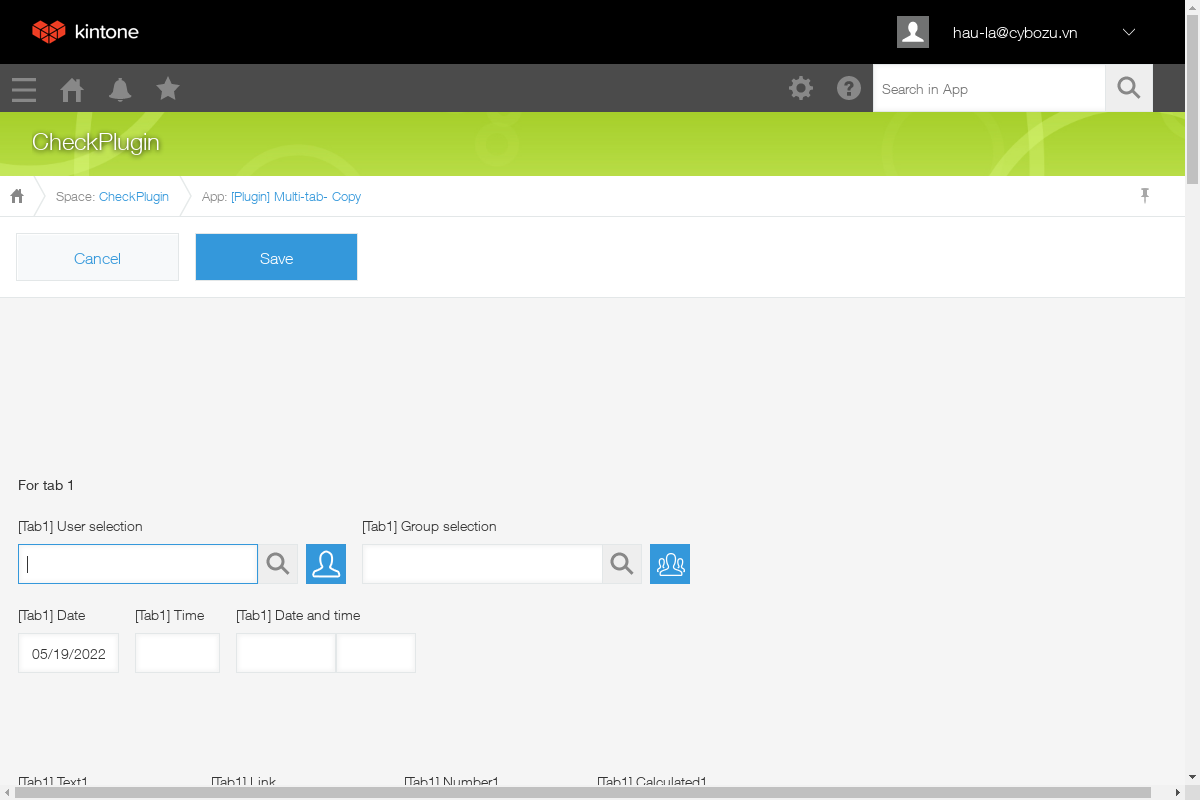 kintone
hau-la@cybozu.vn
Search in App
CheckPlugin
Space: CheckPlugin App: [Plugin] Multi-tab- Copy
Cancel Save
For tab 1
[Tab1] User selection [Tab1] Group selection
[Tab1] Date [Tab1] Time [Tab1] Date and time
05/19/2022
[Tab1] Text1 [Tab1] Link [Tab1] Number1 [Tab1] Calculated1